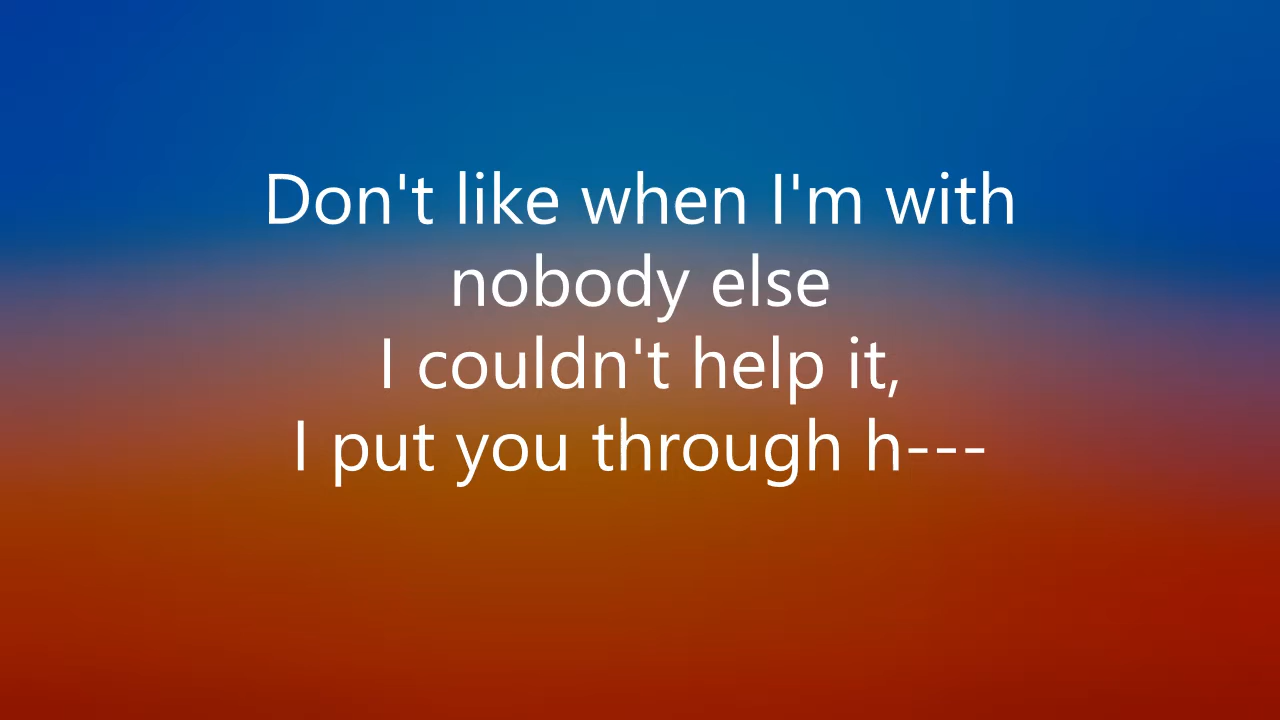 Don't like when I'm with
nobody else
I couldn't help it,
I put you through h---